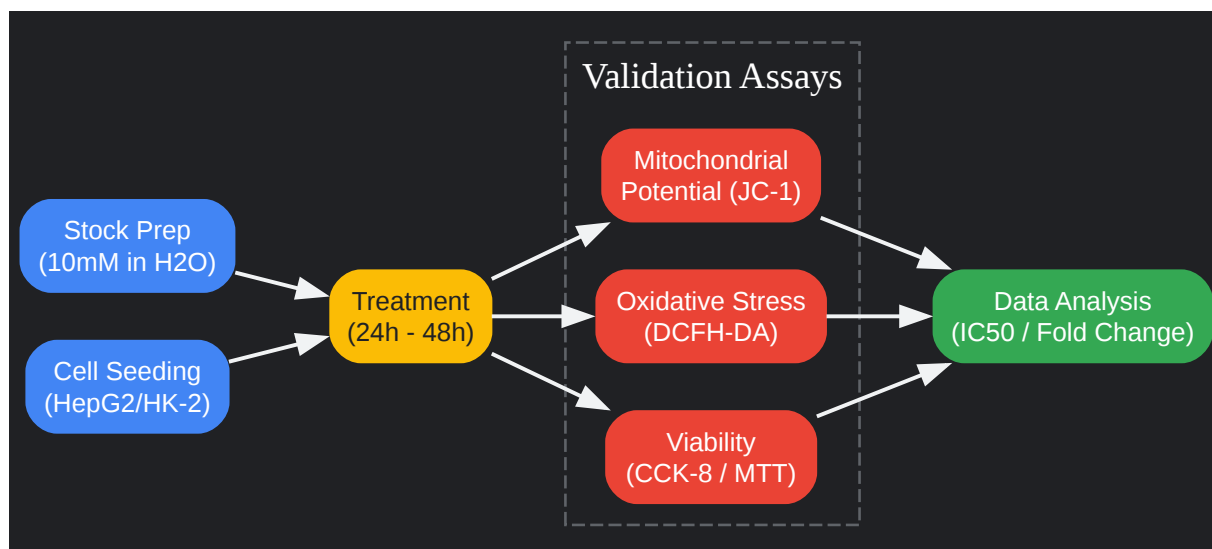 Stock Prep
(10mM in H2O)
Cell Seeding
(HepG2/HK-2)
Treatment
(24h - 48h)
Validation Assays
Mitochondrial
Potential (JC-1)
Oxidative Stress
(DCFH-DA)
Viability
(CCK-8 / MTT)
Data Analysis
(IC50 / Fold Change)